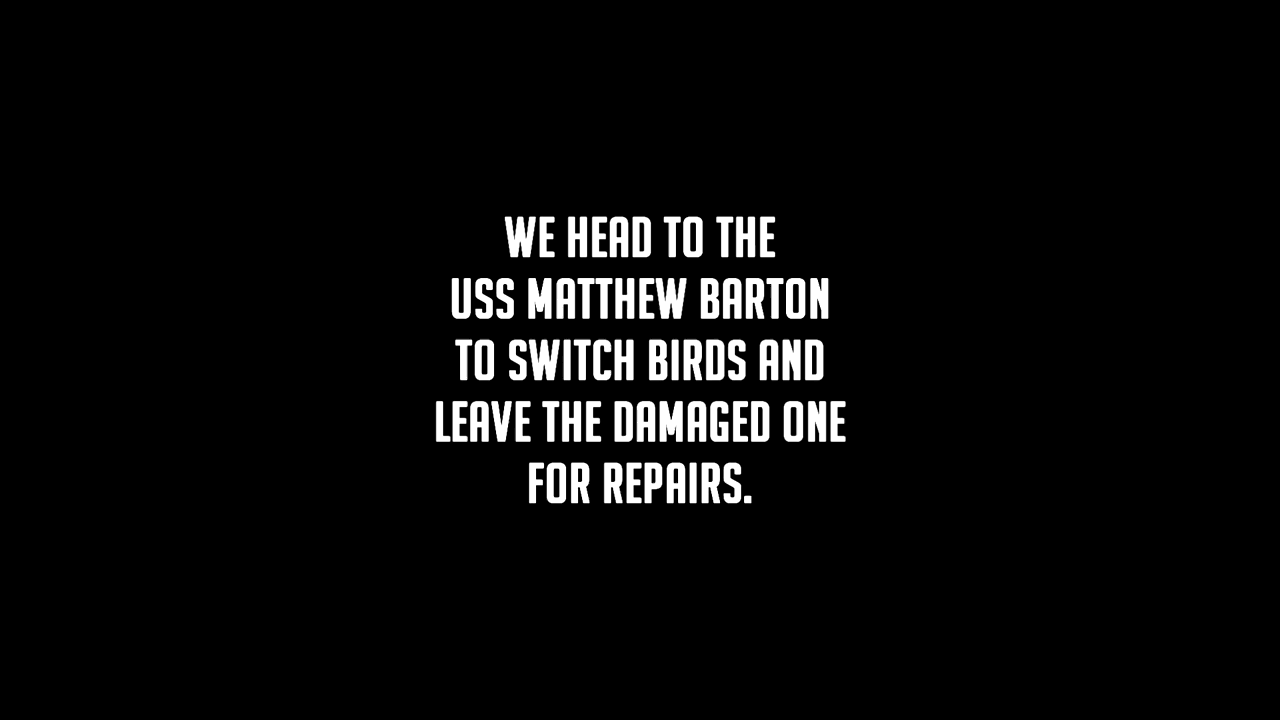 WE HEAD TO THE
USS MATTHEW BARTON
TO SWITCH BIRDS AND
LEAVE THE DAMAGED ONE
FOR REPAIRS.